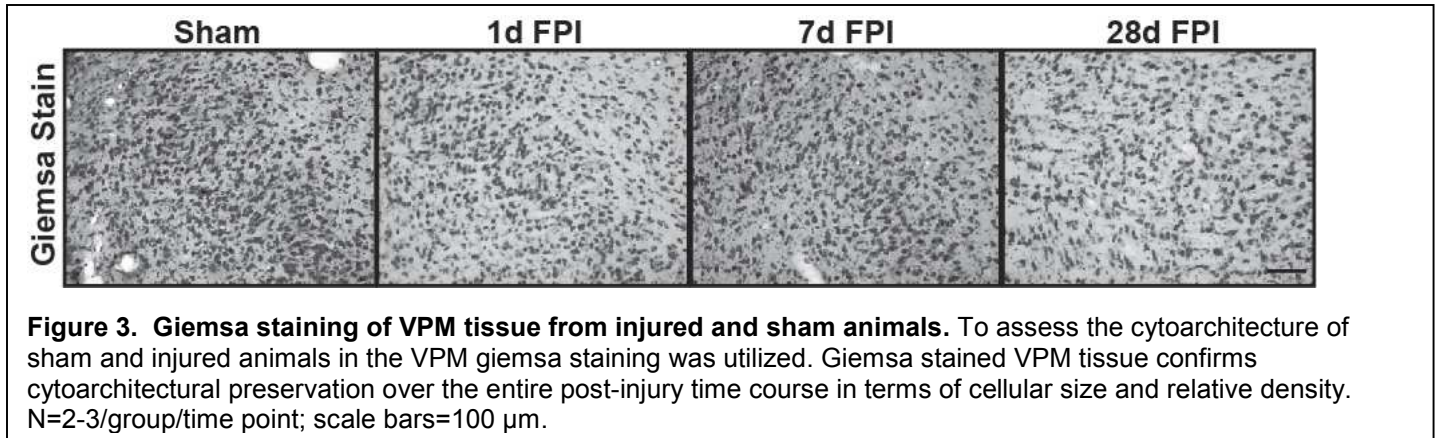 Sham 1d FPI 7d FPI 28d FPI
Giemsa Stain
Figure 3. Giemsa staining of VPM tissue from injured and sham animals. To assess the cytoarchitecture of
sham and injured animals in the VPM giemsa staining was utilized. Giemsa stained VPM tissue confirms
cytoarchitectural preservation over the entire post-injury time course in terms of cellular size and relative density.
N=2-3/group/time point; scale bars=100 µm.